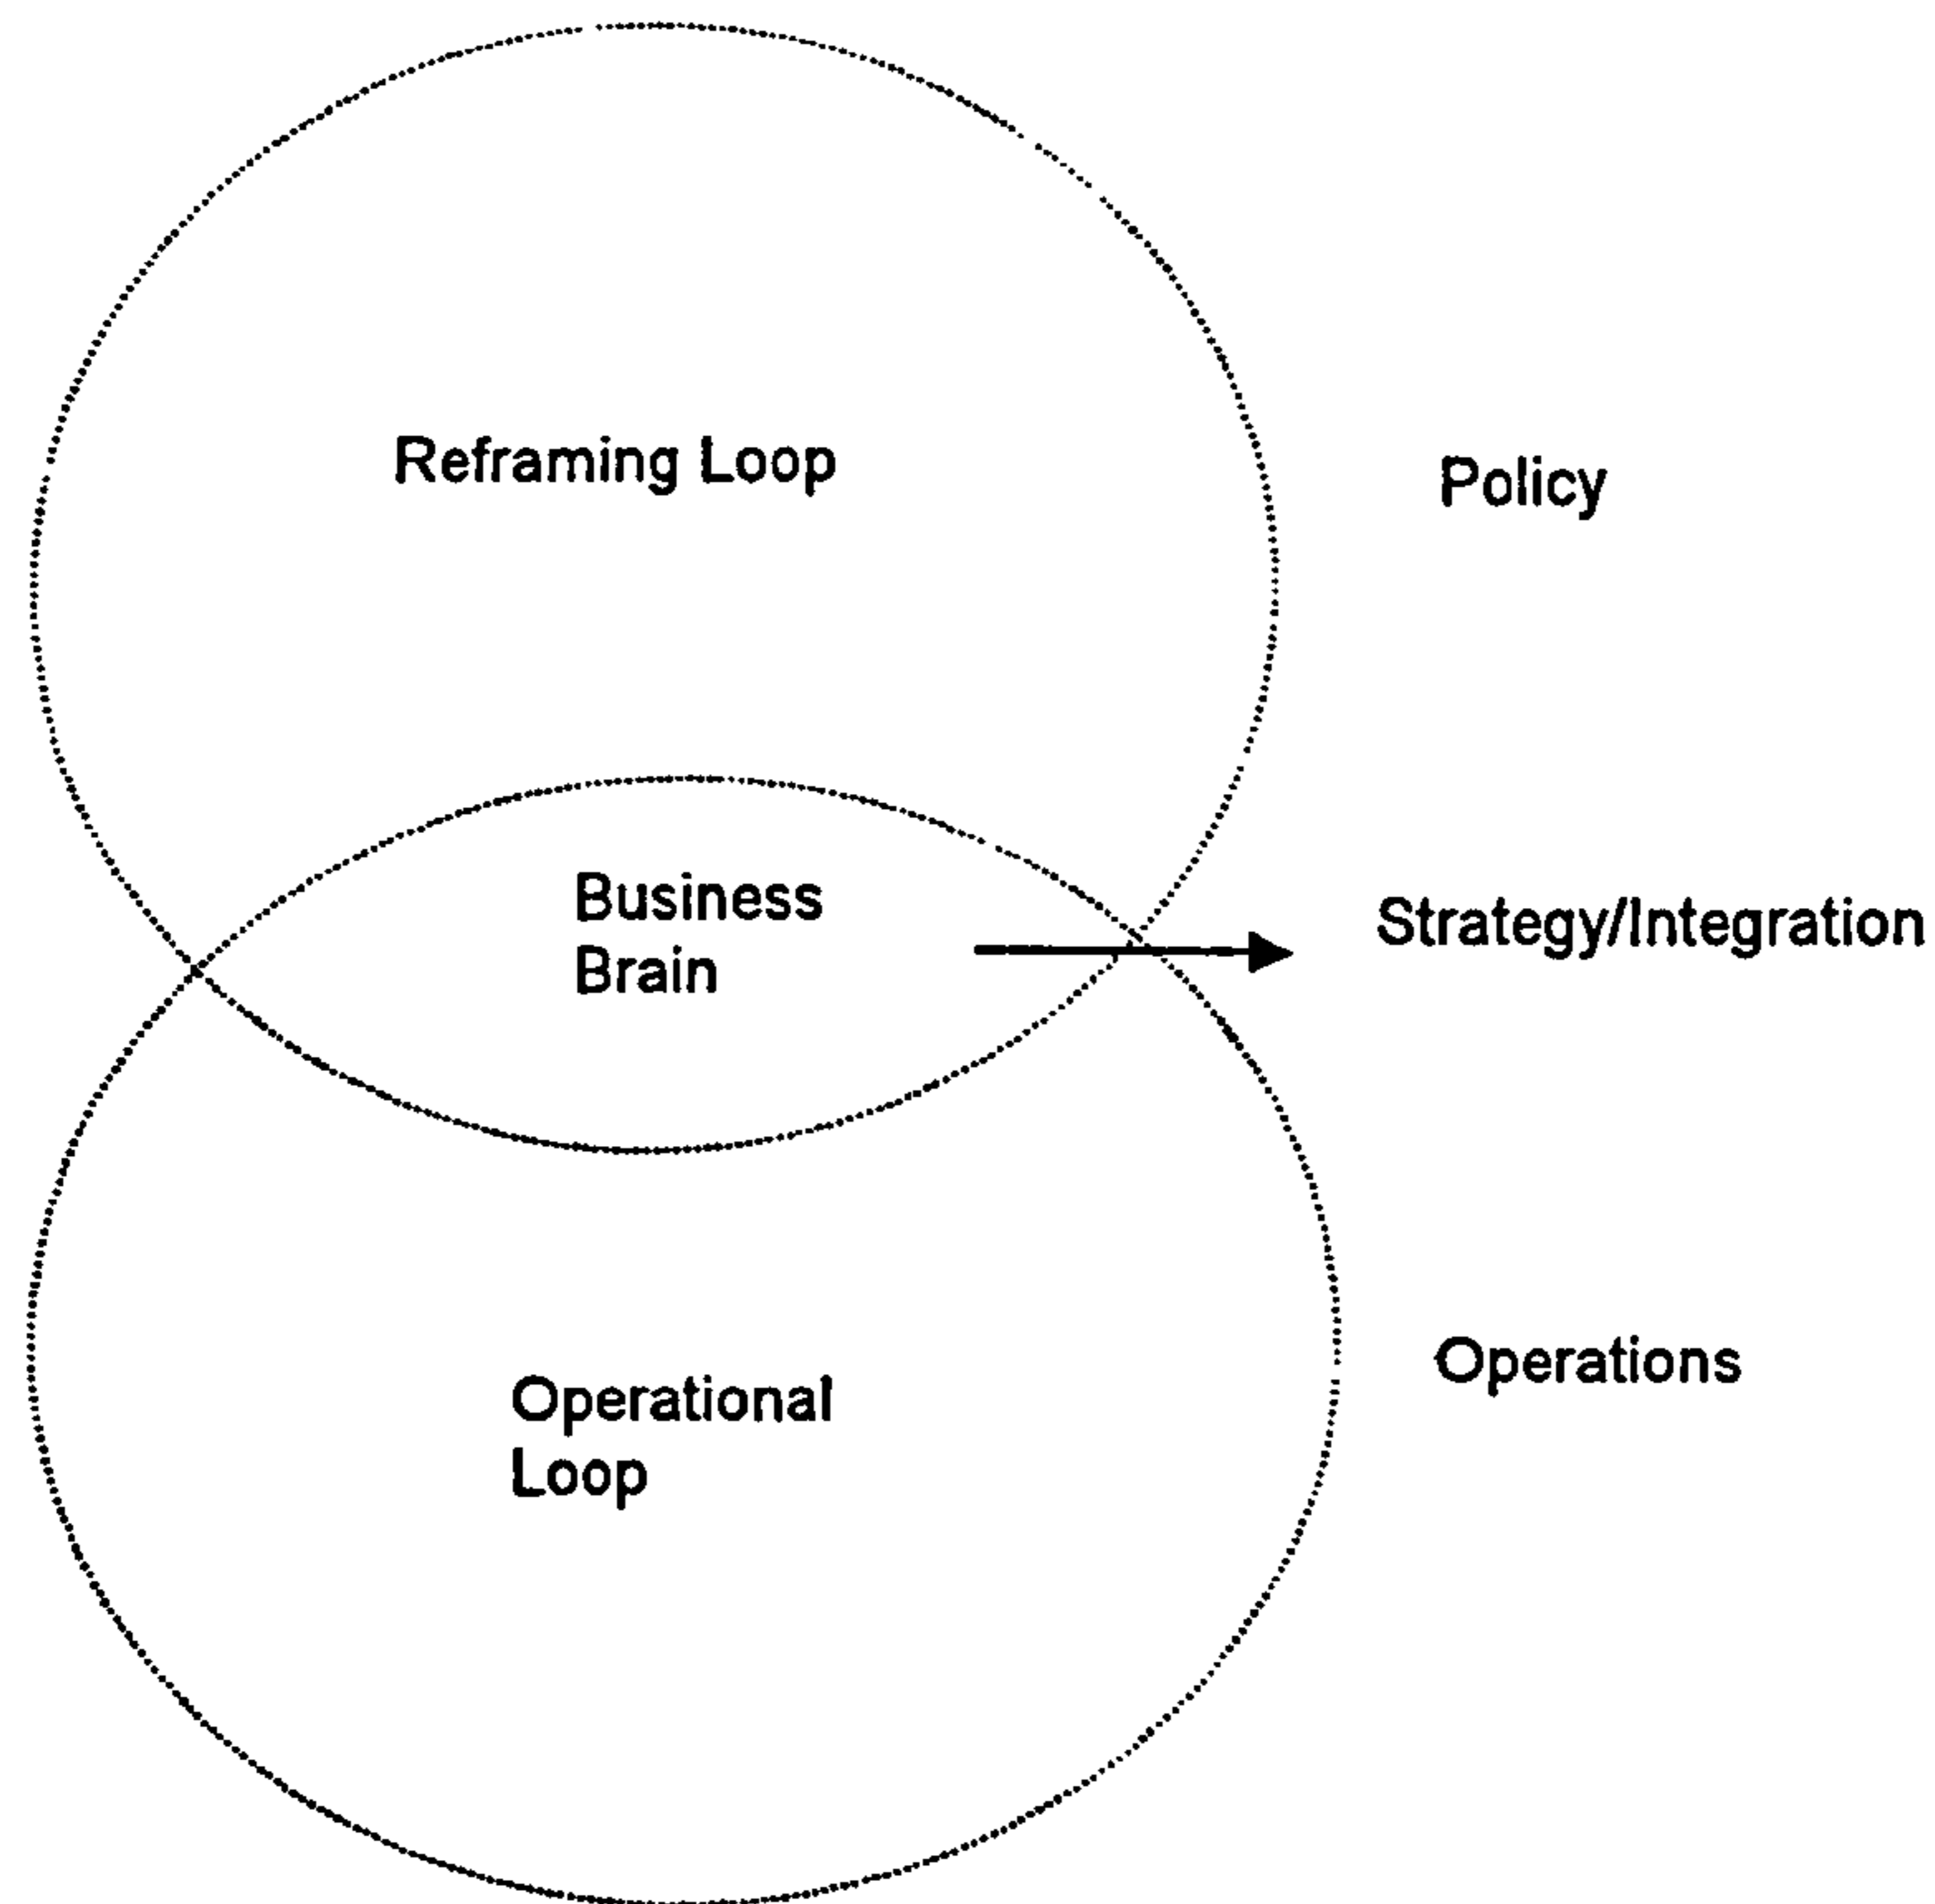 Reframing Loop
Policy
Business
Brain
Strategy/Integration
Operational
Loop
Operations